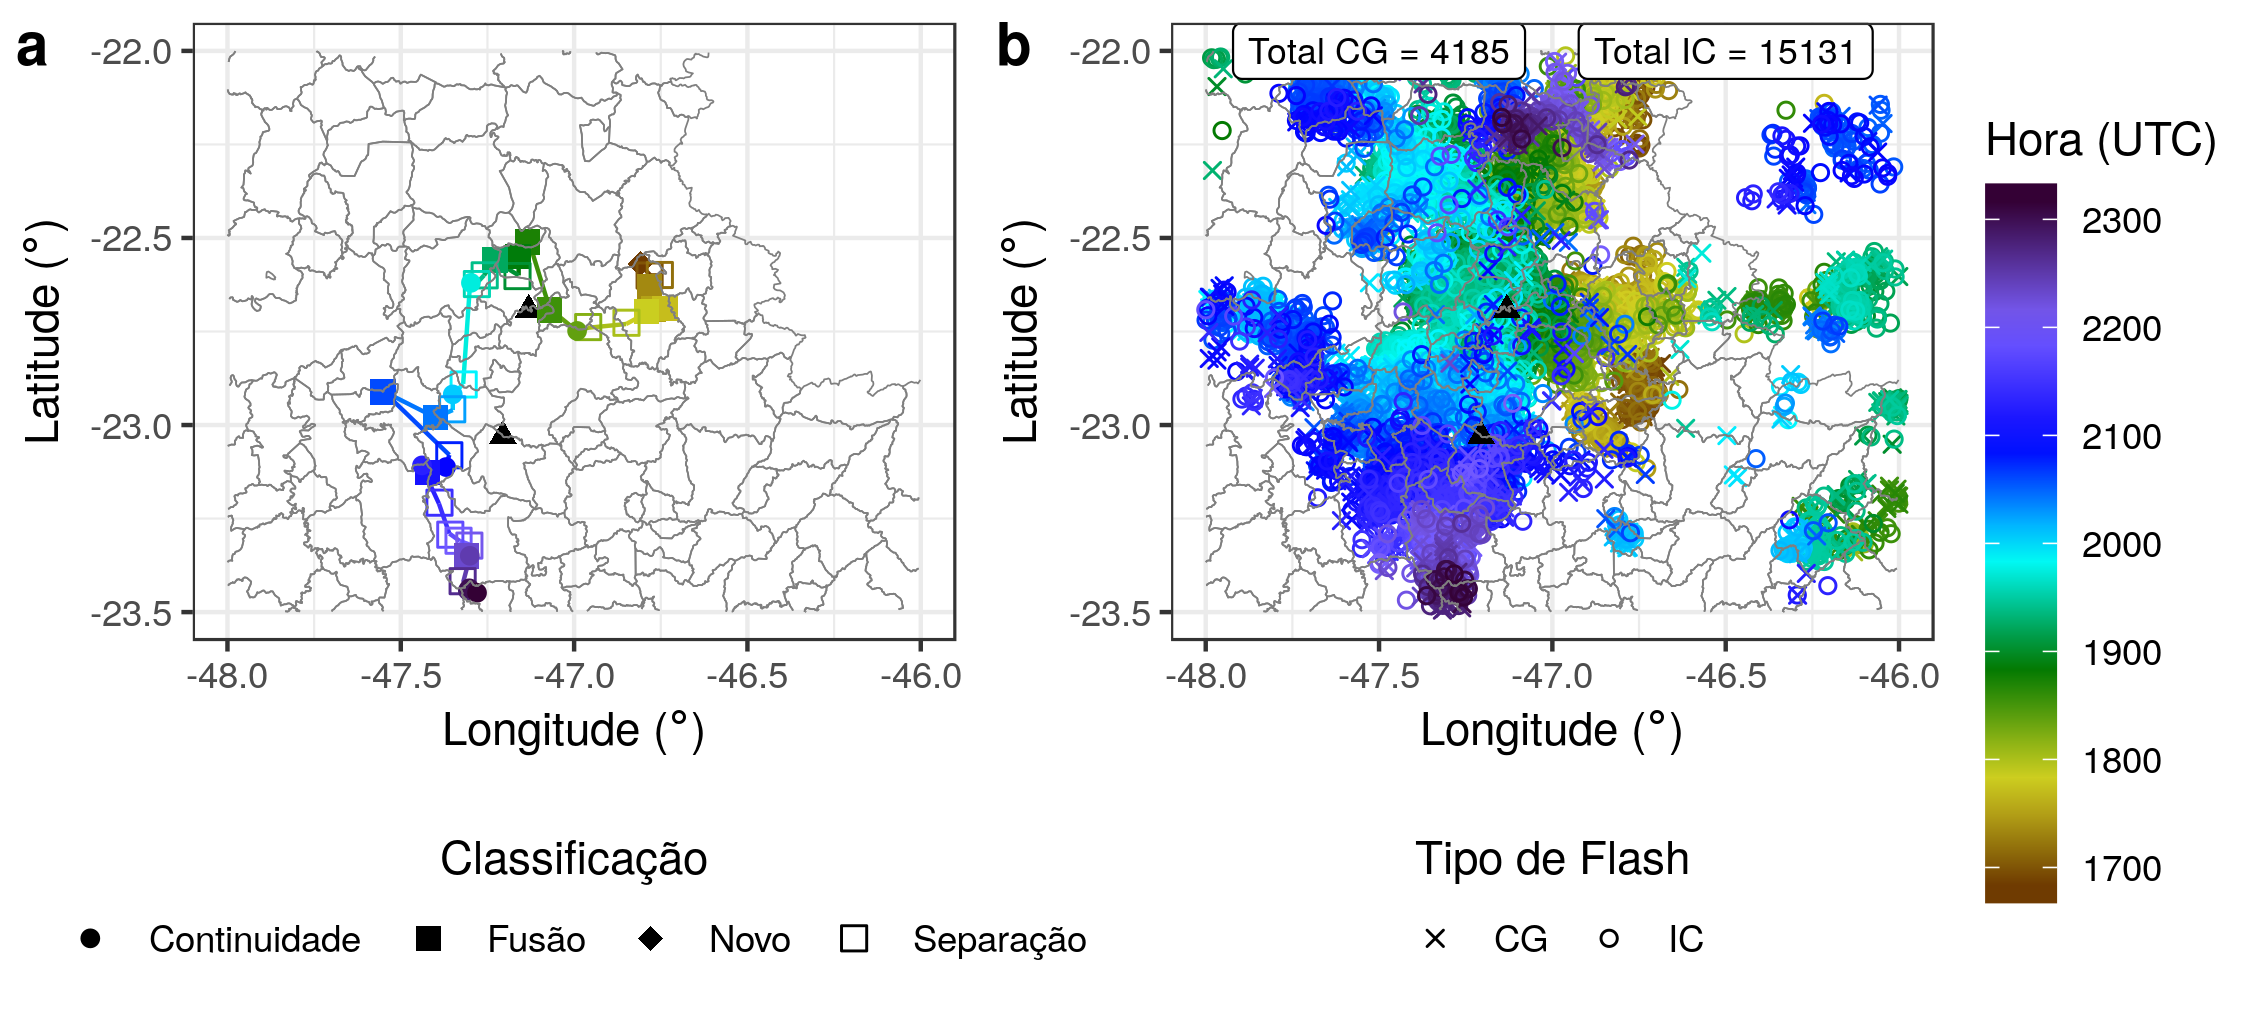 a
-22.0
-22.5
-23.0
-23.5
Latitude (°)
-48.0 -47.5 -47.0 -46.5 -46.0
Longitude (°)
b
Total CG = 4185 Total IC = 15131
-22.0
-22.5
-23.0
-23.5
Latitude (°)
-48.0 -47.5 -47.0 -46.5 -46.0
Longitude (°)
Hora (UTC)
2300
2200
2100
2000
1900
1800
1700
Classificação
Continuidade Fusão Novo Separação
Tipo de Flash
CG IC